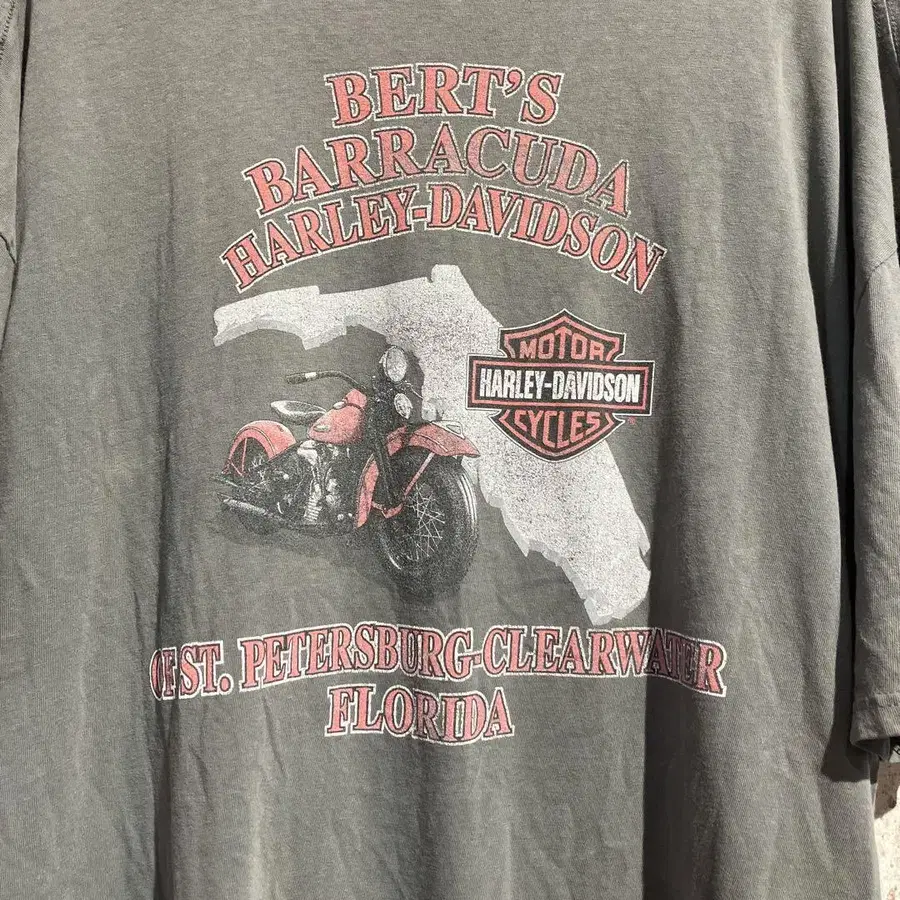 BERT'S
BARRACUDA
HARLEY-DAVIDSON
MOTOR
HARLEY-DAVIDSON
CYCLES
OF ST. PETERSBURG-CLEARWATER
FLORIDA